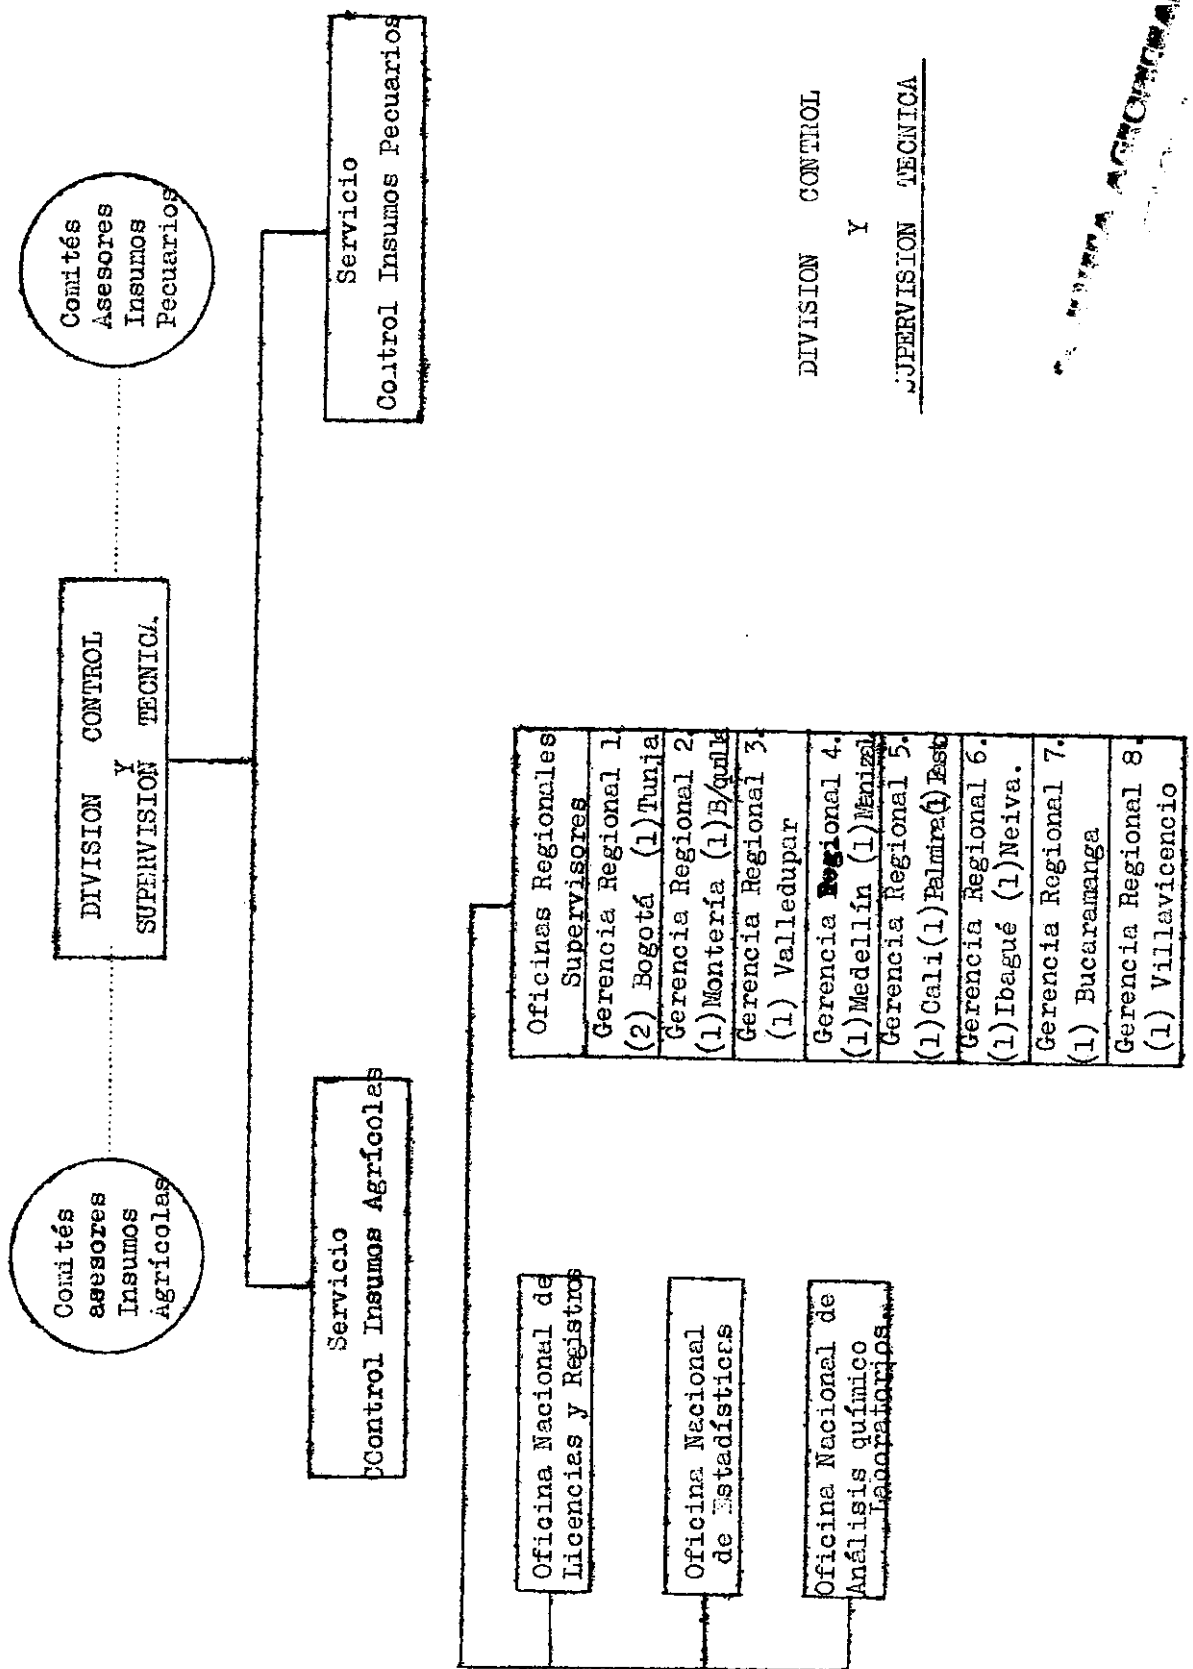 Comités
asesores
Insumos
Agrícolas
DIVISION CONTROL
Y
SUPERVISION TECNICA
Comités
Asesores
Insumos
Pecuarios
Servicio
CControl Insumos Agrícolas
Servicio
Control Insumos Pecuarios
Oficina Nacional de
Licencias y Registros
Oficina Nacional
de Estadísticas
Oficina Nacional de
Análisis químico
Laboratorios.
Oficinas Regionales
Supervisores
Gerencia Regional 1
(2) Bogotá (1)Tunja
Gerencia Regional 2.
(1)Montería (1)B/quilla
Gerencia Regional 3.
(1) Valledupar
Gerencia Regional 4.
(1)Medellín (1)Manizal
Gerencia Regional 5.
(1)Cali(1)Palmira(1)Pasto
Gerencia Regional 6.
(1)Ibagué (1)Neiva.
Gerencia Regional 7.
(1) Bucaramanga
Gerencia Regional 8.
(1) Villavicencio
DIVISION CONTROL
Y
SUPERVISION TECNICA